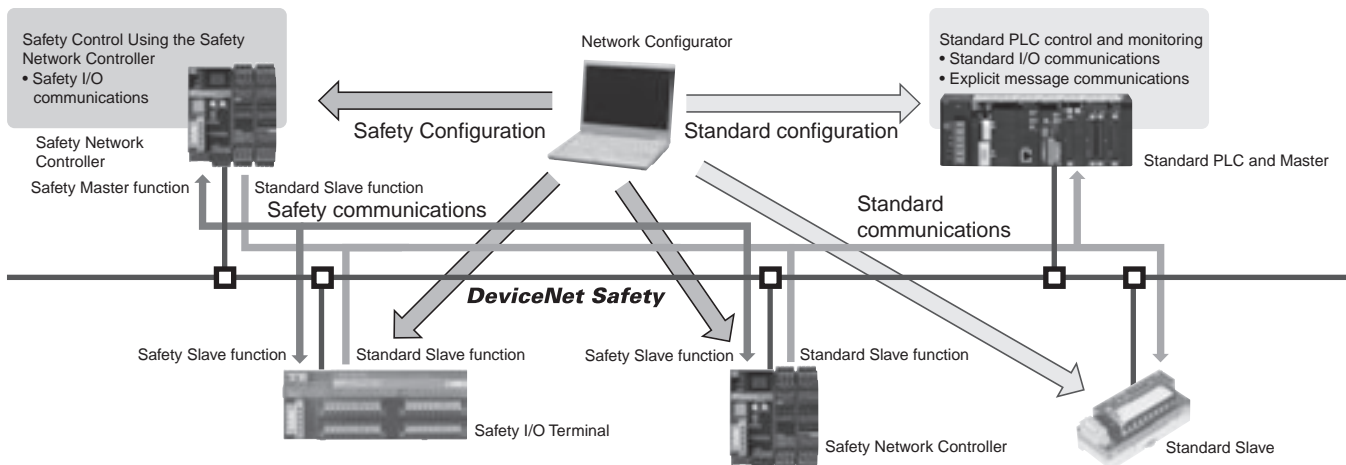 Safety Control Using the Safety
Network Controller
• Safety I/O
communications
Network Configurator
Standard PLC control and monitoring
• Standard I/O communications
• Explicit message communications
Safety Configuration
Standard configuration
Safety Network
Controller
Standard PLC and Master
Safety Master function
Standard Slave function
Safety communications
Standard
communications
DeviceNet Safety
Safety Slave function
Standard Slave function
Safety Slave function
Standard Slave function
Safety I/O Terminal
Safety Network Controller
Standard Slave